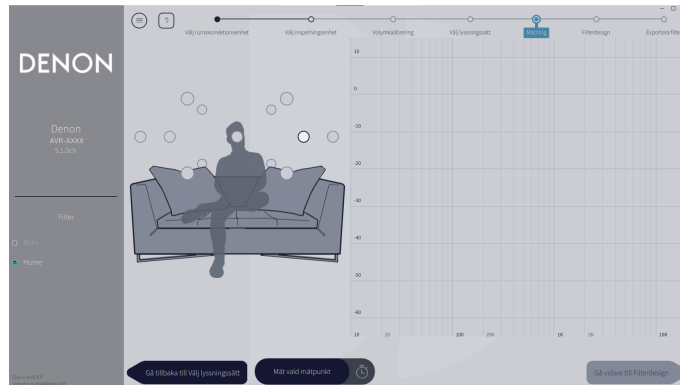 ?
Välj rumskorrektionsenhet
Välj inspelningsenhet
Volymkalibrering
Välj lyssningssätt
Mätning
Filterdesign
Exportera filter
DENON
Denon
AVR-XXXX
5.1.0ch
Filter
Hume
10
0
-10
-20
-30
-40
-50
-60
10 20 100 200 1K 2K 10K
Gå tillbaka till Välj lyssningssätt
Mät vald mätpunkt
Gå vidare till Filterdesign